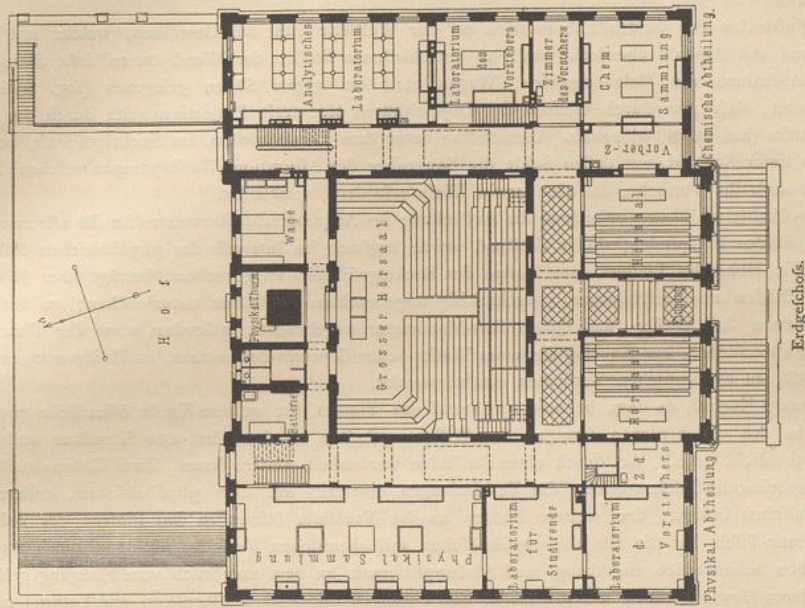 N
Hof
Analytisches
Laboratorium
Laboratorium
des
Vorstehers
Zimmer
des Vorstehers
Chem.
Sammlung
Vorber-Z
Wage
Physikal Thurm
Batterie
Grosser Hörsaal
Hörsaal
Hörsaal
Physikal Sammlung
Laboratorium
für
Studirende
Laboratorium
d. Vorstehers
Z d
Chemische Abtheilung.
Physikal Abtheilung
Erdgeſchoſs.